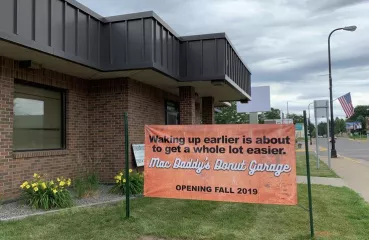 Waking up earlier is about
to get a whole lot easier.
Mac Daddy's Donut Garage
OPENING FALL 2019